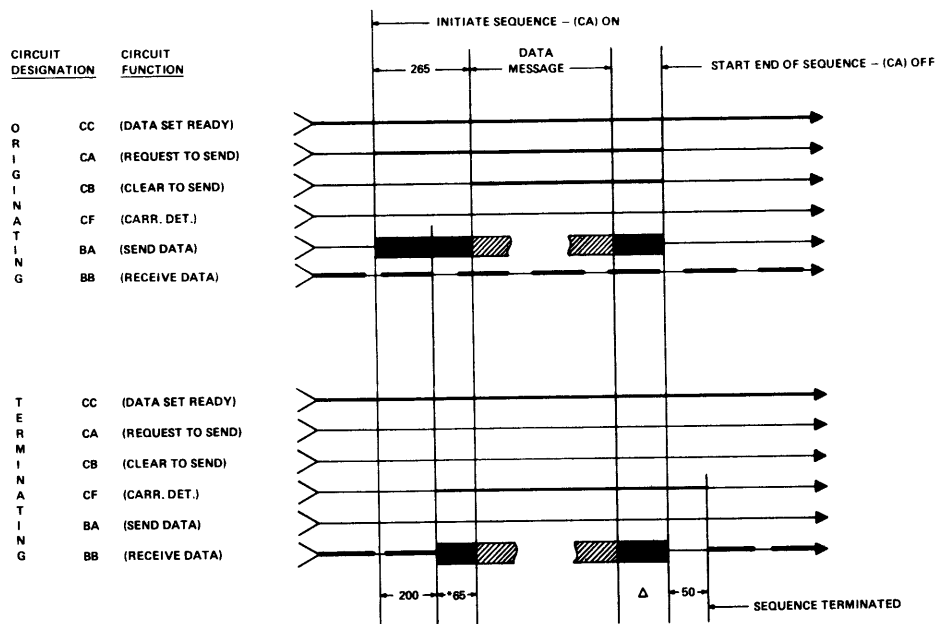 INITIATE SEQUENCE – (CA) ON
CIRCUIT DESIGNATION
CIRCUIT FUNCTION
265
DATA MESSAGE
START END OF SEQUENCE – (CA) OFF
ORIGINATING
CC (DATA SET READY)
CA (REQUEST TO SEND)
CB (CLEAR TO SEND)
CF (CARR. DET.)
BA (SEND DATA)
BB (RECEIVE DATA)
TERMINATING
CC (DATA SET READY)
CA (REQUEST TO SEND)
CB (CLEAR TO SEND)
CF (CARR. DET.)
BA (SEND DATA)
BB (RECEIVE DATA)
200
*65
Δ
50
SEQUENCE TERMINATED